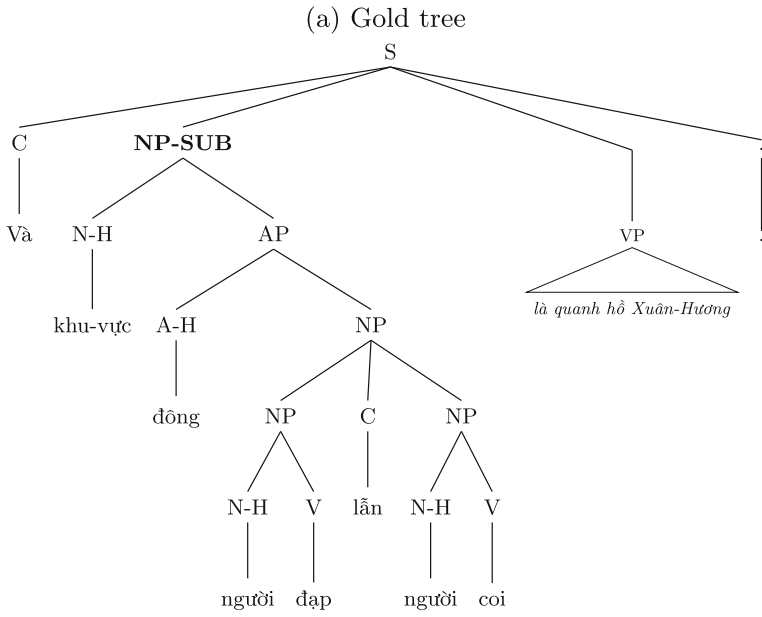 (a) Gold tree
S
C NP-SUB .
Và N-H AP VP .
khu-vực A-H NP là quanh hồ Xuân-Hương
đông NP C NP
N-H V lẫn N-H V
người đạp người coi